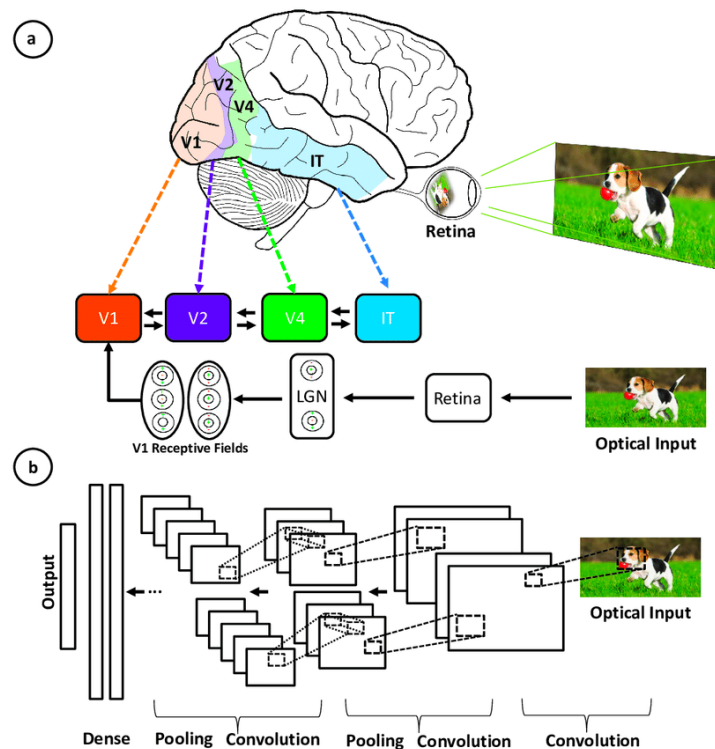 a
V2
V4
V1
IT
Retina
V1
V2
V4
IT
LGN
Retina
V1 Receptive Fields
Optical Input
b
Output
...
Optical Input
Dense
Pooling
Convolution
Pooling
Convolution
Convolution